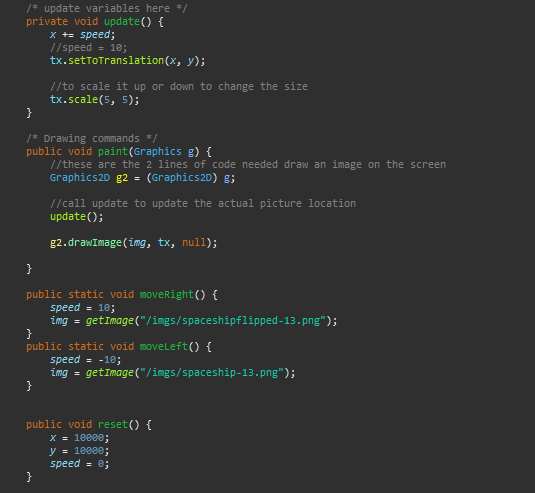 /* update variables here */
private void update() {
x += speed;
//speed = 10;
tx.setToTranslation(x, y);
//to scale it up or down to change the size
tx.scale(5, 5);
}
/* Drawing commands */
public void paint(Graphics g) {
//these are the 2 lines of code needed draw an image on the screen
Graphics2D g2 = (Graphics2D) g;
//call update to update the actual picture location
update();
g2.drawImage(img, tx, null);
}
public static void moveRight() {
speed = 10;
img = getImage("/imgs/spaceshipflipped-13.png");
}
public static void moveLeft() {
speed = -10;
img = getImage("/imgs/spaceship-13.png");
}
public void reset() {
x = 10000;
y = 10000;
speed = 0;
}